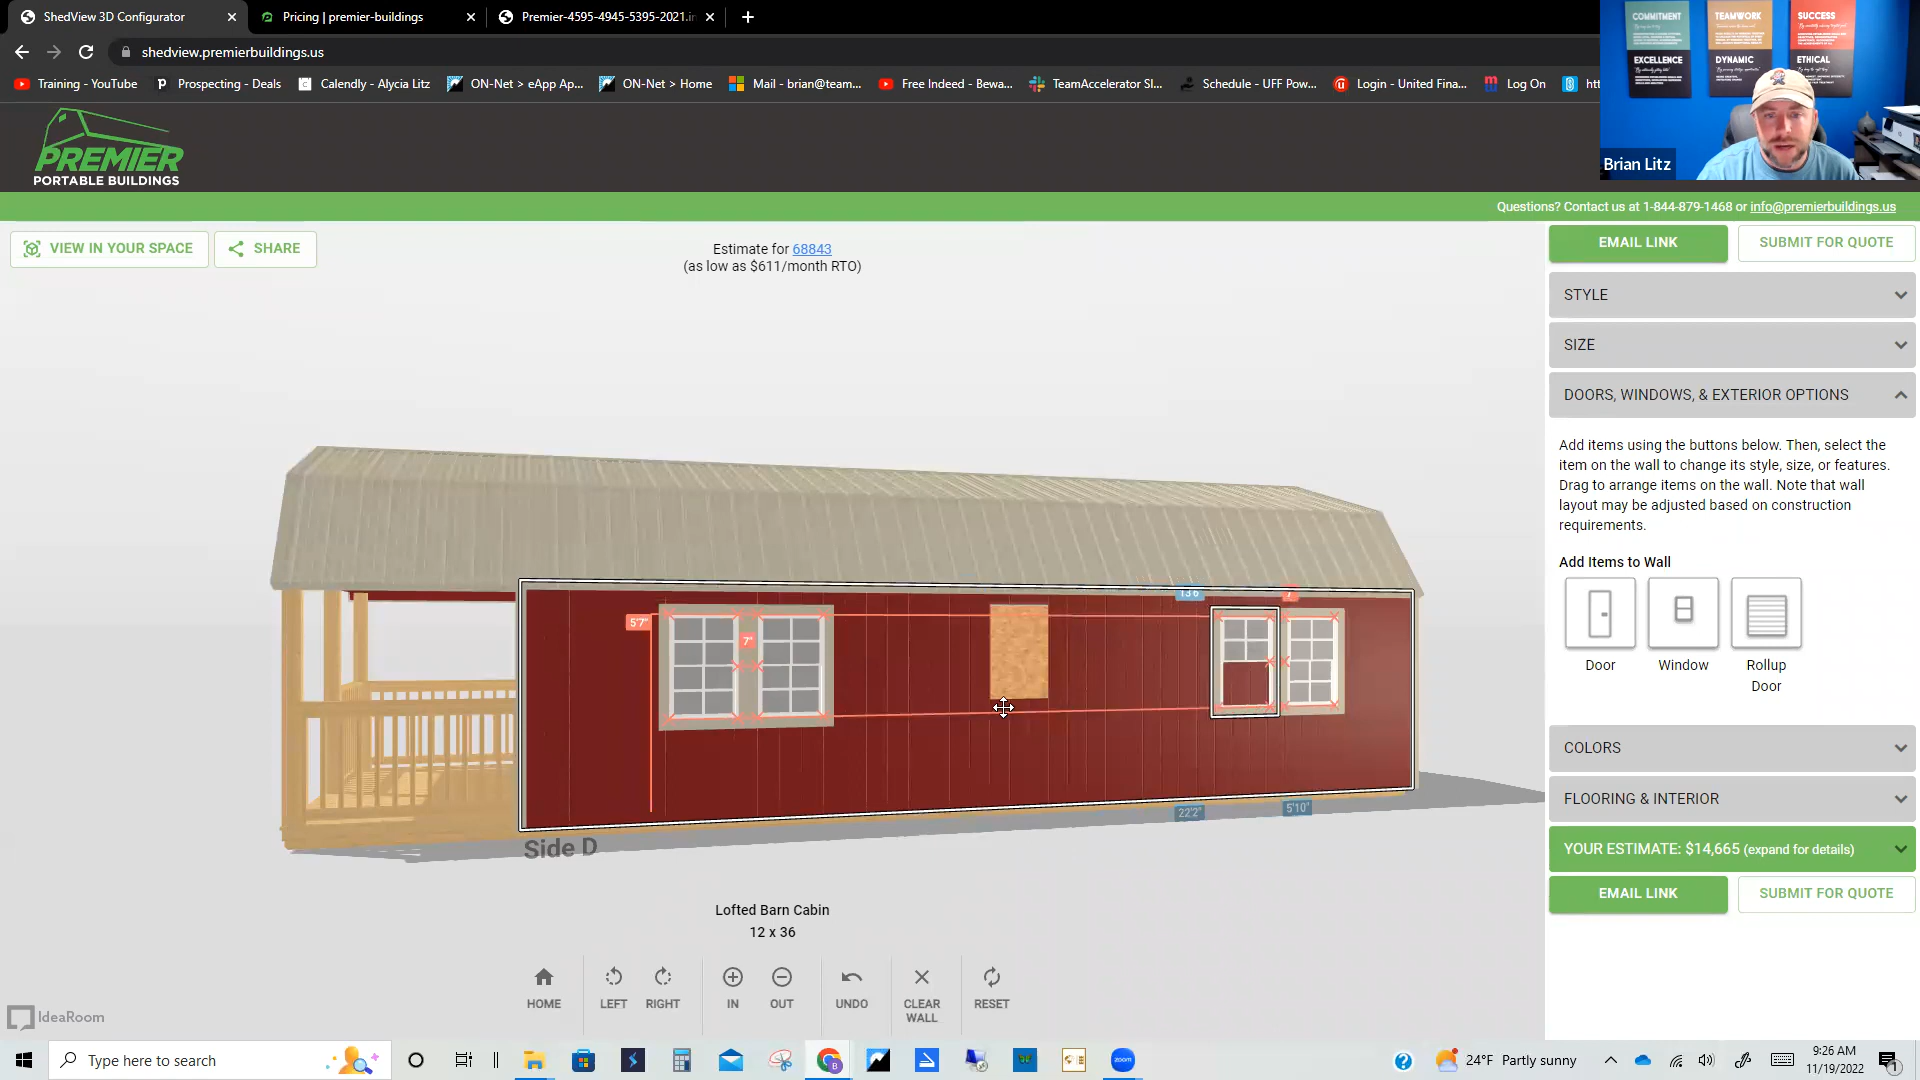 ShedView 3D Configurator
Pricing | premier-buildings
Premier-4595-4945-5395-2021.in
shedview.premierbuildings.us
Training - YouTube
Prospecting - Deals
Calendly - Alycia Litz
ON-Net > eApp Ap...
ON-Net > Home
Mail - brian@team...
Free Indeed - Bewa...
TeamAccelerator Sl...
Schedule - UFF Pow...
Login - United Fina...
Log On
COMMITMENT
TEAMWORK
SUCCESS
EXCELLENCE
DYNAMIC
ETHICAL
Brian Litz
PREMIER
PORTABLE BUILDINGS
Questions? Contact us at 1-844-879-1468 or info@premierbuildings.us
VIEW IN YOUR SPACE
SHARE
Estimate for 68843
(as low as $611/month RTO)
EMAIL LINK
SUBMIT FOR QUOTE
STYLE
SIZE
DOORS, WINDOWS, & EXTERIOR OPTIONS
Add items using the buttons below. Then, select the
item on the wall to change its style, size, or features.
Drag to arrange items on the wall. Note that wall
layout may be adjusted based on construction
requirements.
Add Items to Wall
Door
Window
Rollup
Door
COLORS
FLOORING & INTERIOR
YOUR ESTIMATE: $14,665 (expand for details)
EMAIL LINK
SUBMIT FOR QUOTE
5'7"
7"
13'6
7"
22'2"
5'10"
Side D
Lofted Barn Cabin
12 x 36
HOME
LEFT
RIGHT
IN
OUT
UNDO
CLEAR
WALL
RESET
IdeaRoom
Type here to search
zoom
24°F Partly sunny
9:26 AM
11/19/2022
1